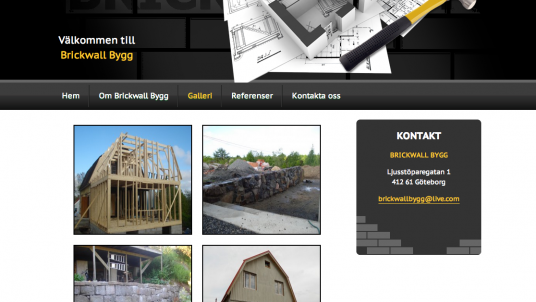 BRICKWALL
Välkommen till
Brickwall Bygg
Hem
Om Brickwall Bygg
Galleri
Referenser
Kontakta oss
KONTAKT
BRICKWALL BYGG
Ljusstöparegatan 1
412 61 Göteborg
brickwallbygg@live.com